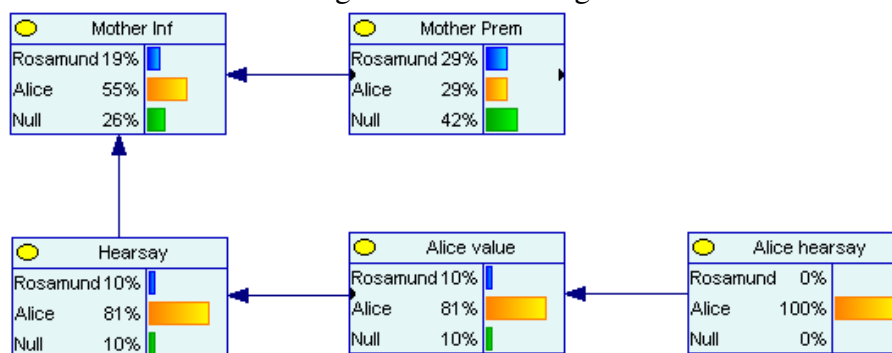 Mother Inf
Rosamund 19%
Alice 55%
Null 26%
Mother Prem
Rosamund 29%
Alice 29%
Null 42%
Hearsay
Rosamund 10%
Alice 81%
Null 10%
Alice value
Rosamund 10%
Alice 81%
Null 10%
Alice hearsay
Rosamund 0%
Alice 100%
Null 0%